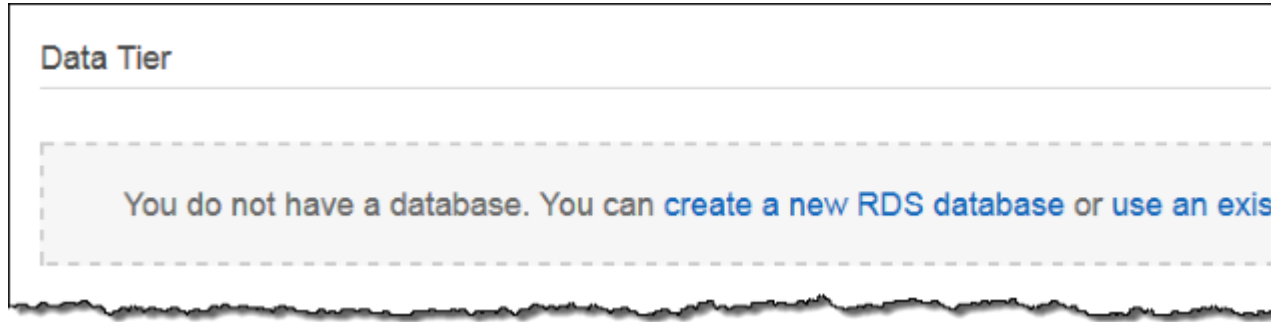 Data Tier
You do not have a database. You can create a new RDS database or use an exis